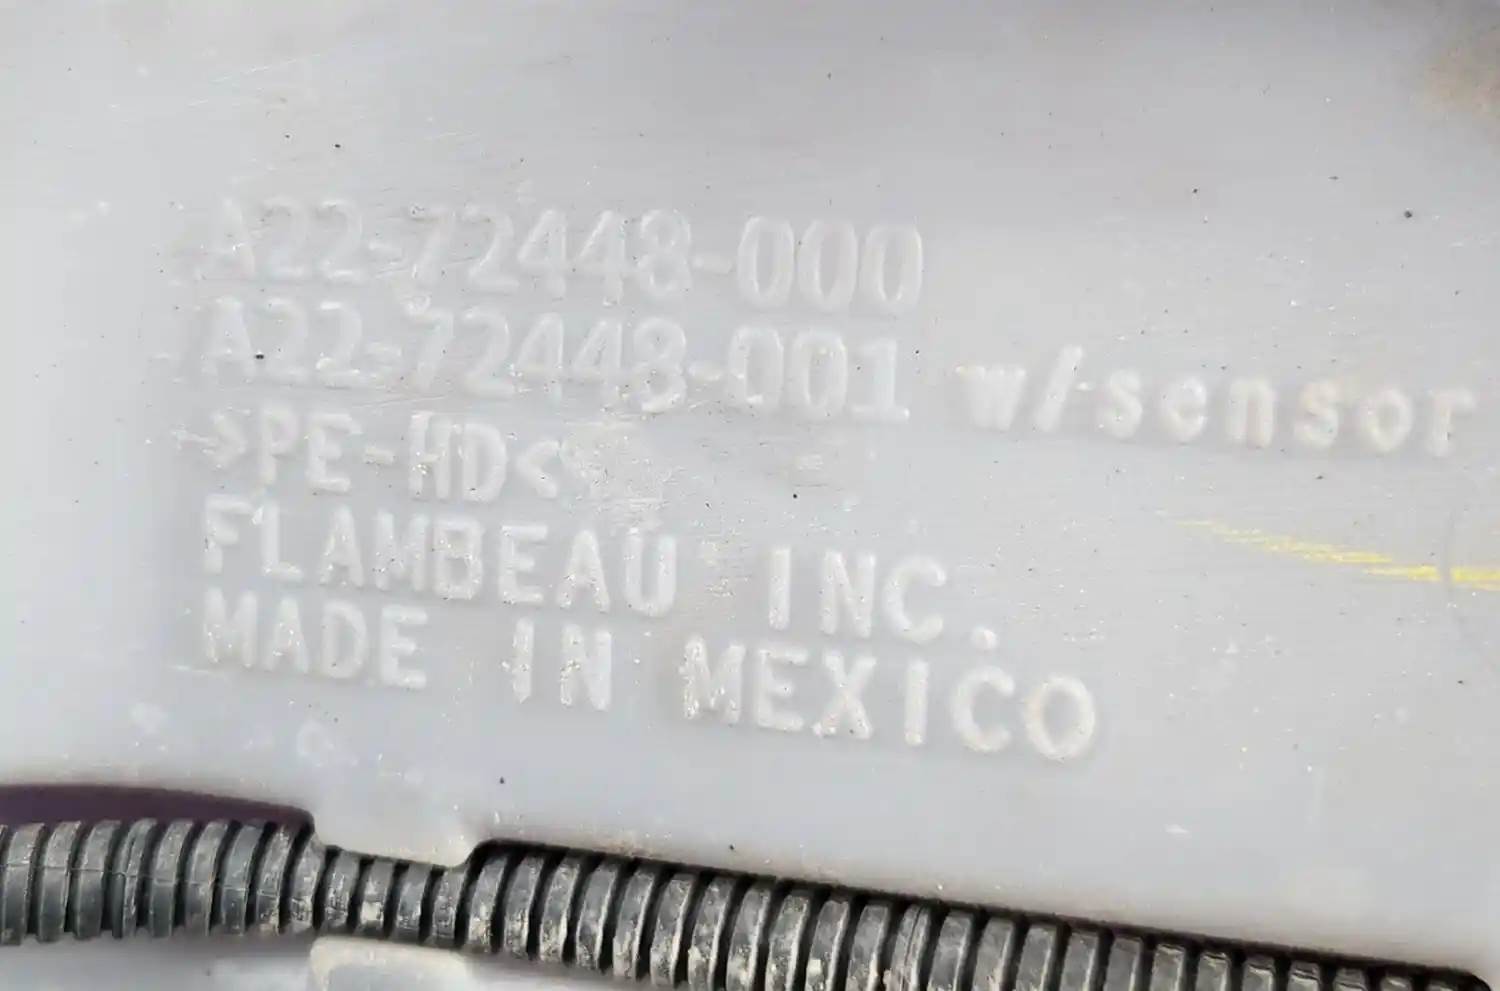 A22-72448-000
A22-72448-001 w/sensor
>PE-HD<
FLAMBEAU INC.
MADE IN MEXICO